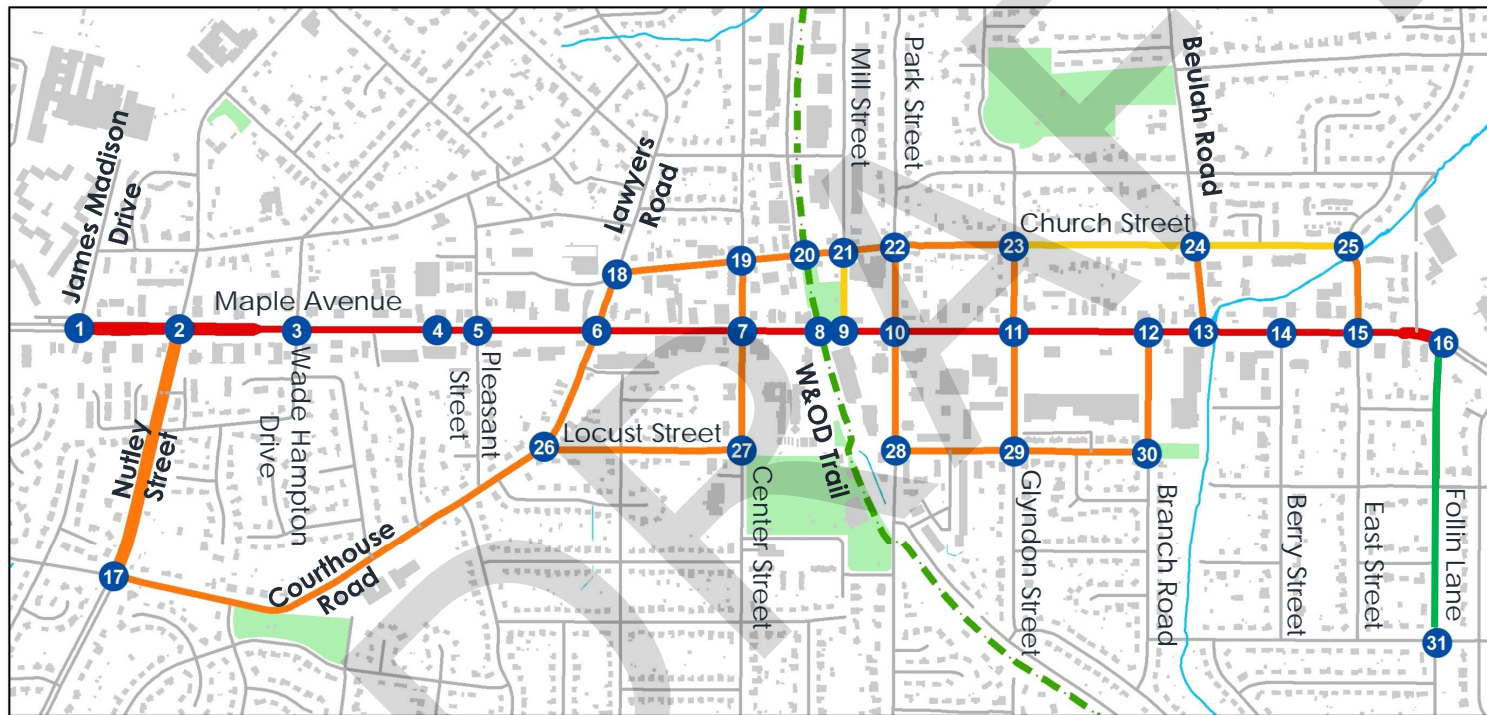 James Madison
Drive
Lawyers
Road
Mill Street
Park Street
Beulah Road
Church Street
18
19
20
21
22
23
24
25
Maple Avenue
1
2
3
4
5
6
7
8
9
10
11
12
13
14
15
16
Nutley
Street
Wade Hampton
Drive
Pleasant
Street
26
Locust Street
27
W&OD Trail
28
29
30
17
Courthouse
Road
Center Street
Glyndon Street
Branch Road
Berry Street
East Street
Follin Lane
31
DRAFT